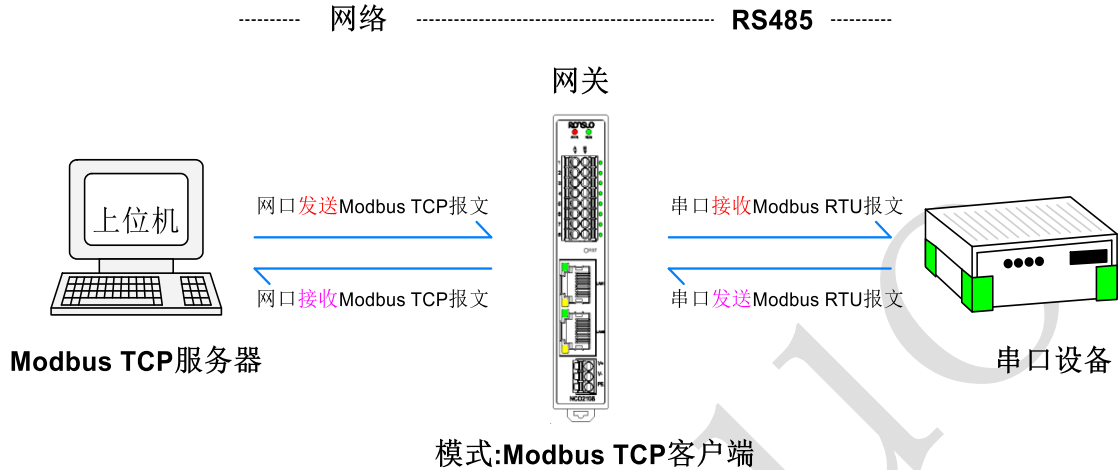 网络 RS485
网关
RONGLO
上位机
网口发送Modbus TCP报文 串口接收Modbus RTU报文
网口接收Modbus TCP报文 串口发送Modbus RTU报文
V+
V-
PE
NCD2108
Modbus TCP服务器 串口设备
模式:Modbus TCP客户端